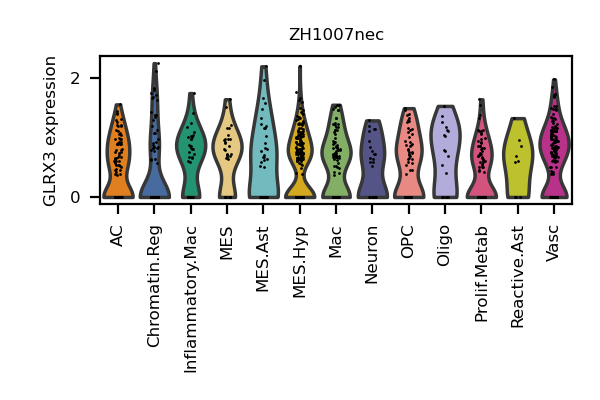 ZH1007nec
GLRX3 expression
2
0
AC
Chromatin.Reg
Inflammatory.Mac
MES
MES.Ast
MES.Hyp
Mac
Neuron
OPC
Oligo
Prolif.Metab
Reactive.Ast
Vasc